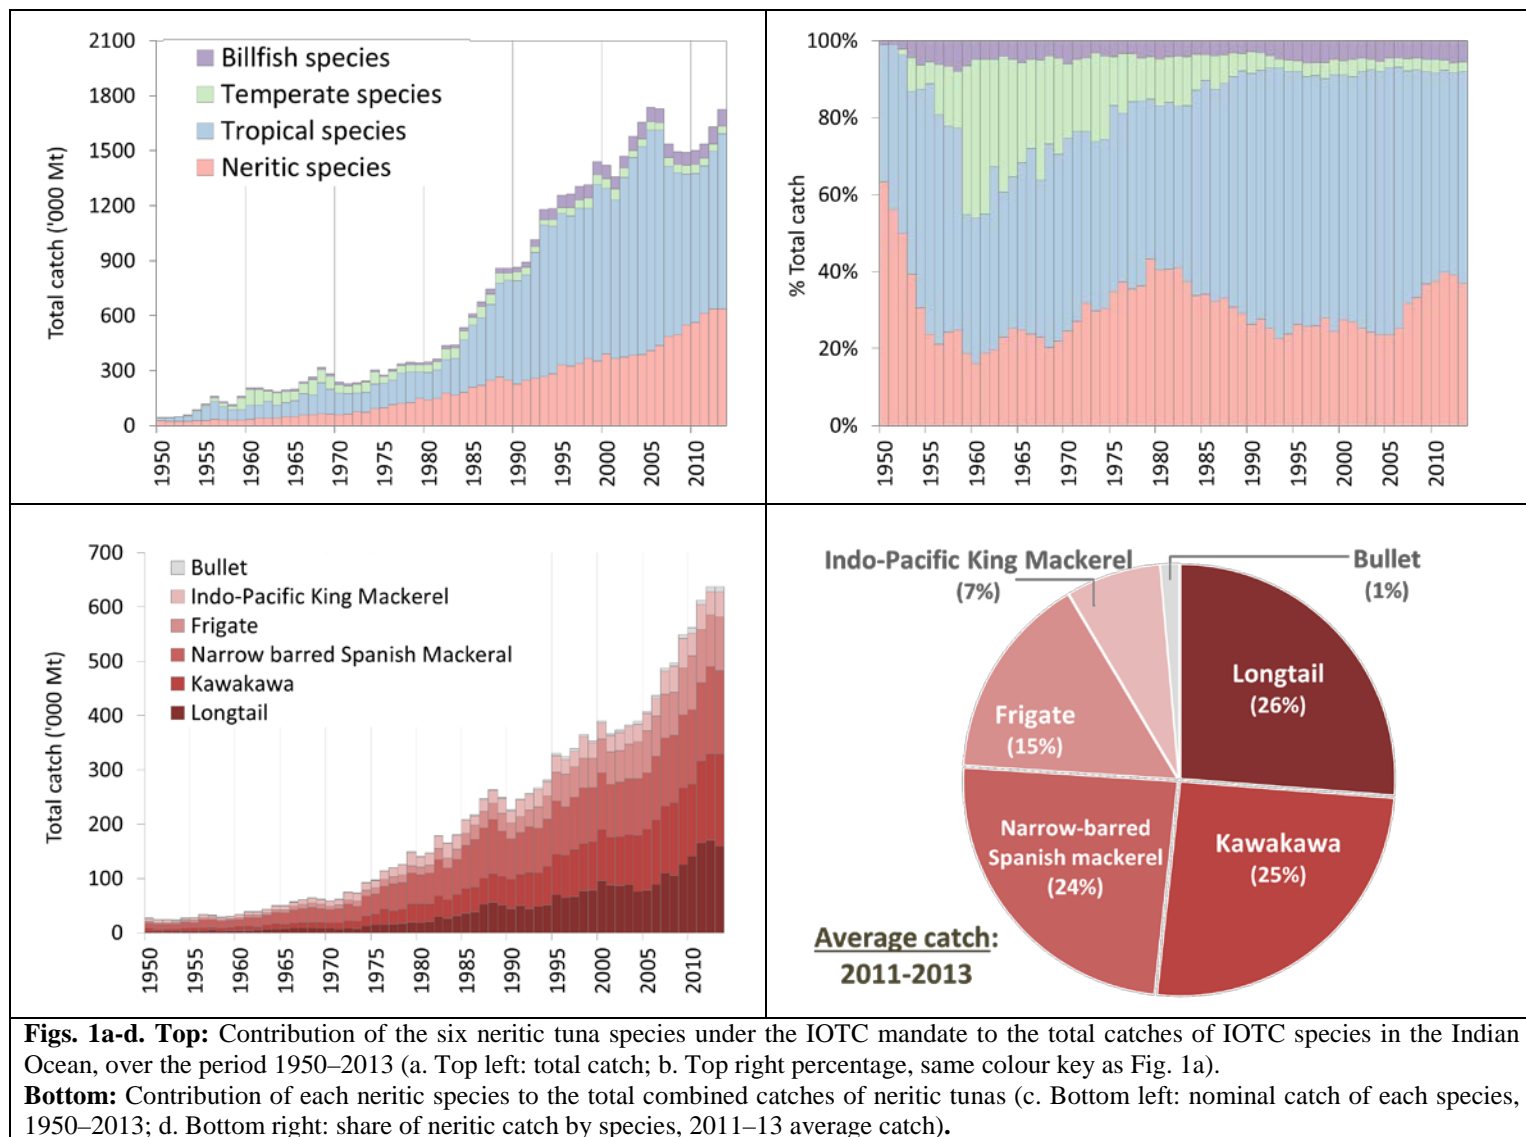 2100
1800
1500
1200
900
600
300
0
Total catch ('000 Mt)
Billfish species
Temperate species
Tropical species
Neritic species
1950
1955
1960
1965
1970
1975
1980
1985
1990
1995
2000
2005
2010
100%
80%
60%
40%
20%
0%
% Total catch
1950
1955
1960
1965
1970
1975
1980
1985
1990
1995
2000
2005
2010
700
600
500
400
300
200
100
0
Total catch ('000 Mt)
Bullet
Indo-Pacific King Mackerel
Frigate
Narrow barred Spanish Mackeral
Kawakawa
Longtail
1950
1955
1960
1965
1970
1975
1980
1985
1990
1995
2000
2005
2010
Indo-Pacific King Mackerel
(7%)
Bullet
(1%)
Longtail
(26%)
Frigate
(15%)
Narrow-barred
Spanish mackerel
(24%)
Kawakawa
(25%)
Average catch:
2011-2013
Figs. 1a-d. Top: Contribution of the six neritic tuna species under the IOTC mandate to the total catches of IOTC species in the Indian
Ocean, over the period 1950–2013 (a. Top left: total catch; b. Top right percentage, same colour key as Fig. 1a).
Bottom: Contribution of each neritic species to the total combined catches of neritic tunas (c. Bottom left: nominal catch of each species,
1950–2013; d. Bottom right: share of neritic catch by species, 2011–13 average catch).